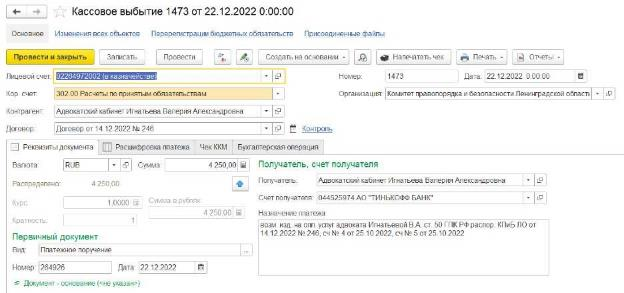 Кассовое выбытие 1473 от 22.12.2022 0:00:00
Основное Изменения всех объектов Перерегистрации бюджетных обязательств Присоединенные файлы
Провести и закрыть Записать Провести Создать на основании Напечатать чек Печать Отчеты
Лицевой счет: 02264972002 (в казначействе) Номер: 1473 Дата: 22.12.2022 0:00:00
Кор. счет: 302.00 Расчеты по принятым обязательствам Организация: Комитет правопорядка и безопасности Ленинградской област
Контрагент: Адвокатский кабинет Игнатьева Валерия Александровна
Договор: Договор от 14.12.2022 № 246 Контроль
Реквизиты документа Расшифровка платежа Чек ККМ Бухгалтерская операция
Валюта: RUB Сумма: 4 250,00 Получатель, счет получателя
Распределено: 4 250,00 Получатель: Адвокатский кабинет Игнатьева Валерия Александровна
Курс: 1,0000 Сумма в рублях: Счет получателя: 044525974 АО "ТИНЬКОФФ БАНК"
Кратность: 1 4 250,00 Назначение платежа
Первичный документ возм. изд. на опл. услуг адвоката Игнатьевой В.А. ст. 50 ГПК РФ распор. КПиБ ЛО от
Вид: Платежное поручение 14.12.2022 № 246, сч № 4 от 25.10.2022, сч № 5 от 25.10.2022
Номер: 264926 Дата: 22.12.2022
Документ - основание (<не указан>)